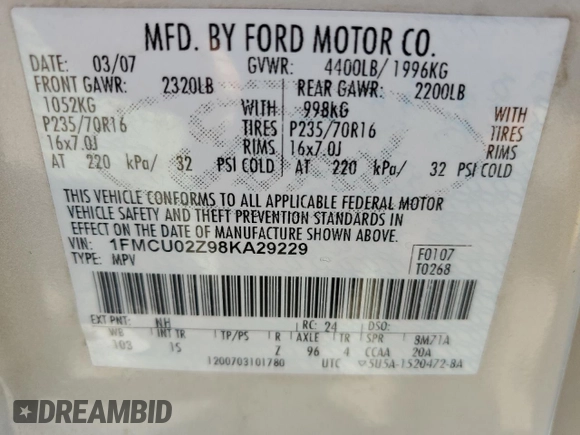 MFD. BY FORD MOTOR CO.
DATE: 03/07 GVWR: 4400LB/ 1996KG
FRONT GAWR: 2320LB REAR GAWR: 2200LB
1052KG WITH 998KG WITH
P235/70R16 TIRES P235/70R16 TIRES
16x7.0J RIMS 16x7.0J RIMS
AT 220 kPa/ 32 PSI COLD AT 220 kPa/ 32 PSI COLD
THIS VEHICLE CONFORMS TO ALL APPLICABLE FEDERAL MOTOR
VEHICLE SAFETY AND THEFT PREVENTION STANDARDS IN
EFFECT ON THE DATE OF MANUFACTURE SHOWN ABOVE.
VIN: 1FMCU02Z98KA29229
TYPE: MPV
F0107
T0268
EXT PNT: NH RC: 24 DSO:
WB INT TR TP/PS R AXLE TR SPR 8M71A
103 IS Z 96 4 CCAA 20A
1200703101780 UTC 5U5A-1520472-BA
DREAMBID